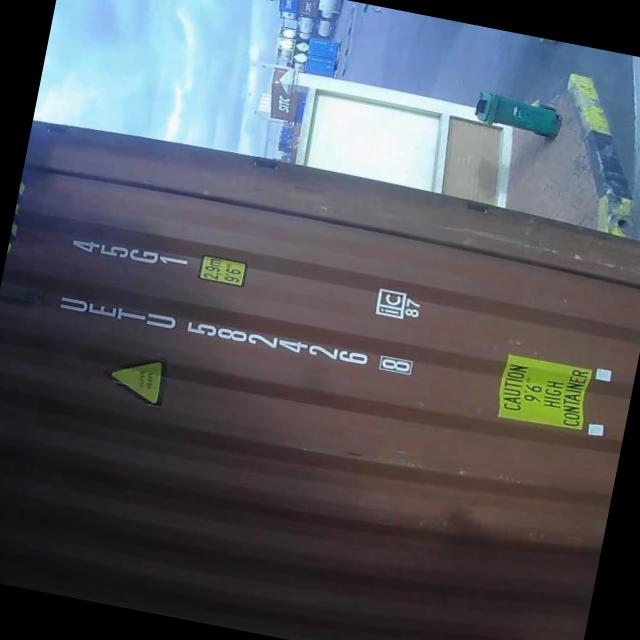 45G1
2.9m
9'6"
UETU 582426 8
ic
87
CAUTION
9'6"
HIGH
CONTAINER